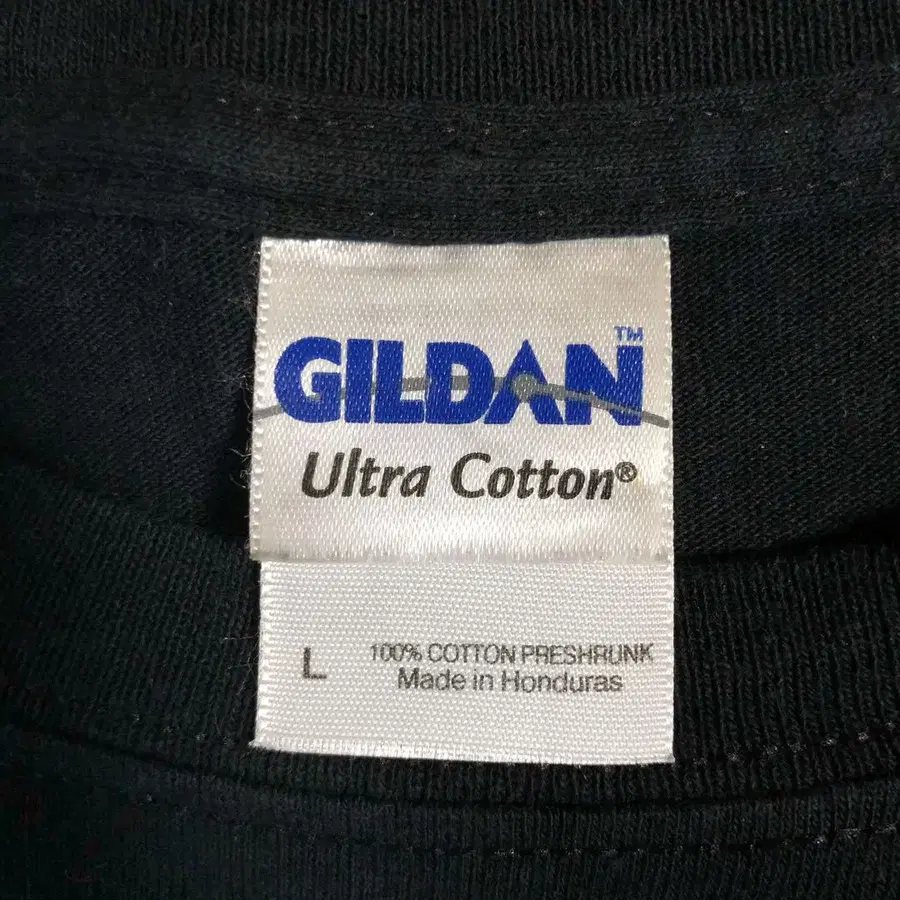 GILDAN™
Ultra Cotton®
L 100% COTTON PRESHRUNK
Made in Honduras